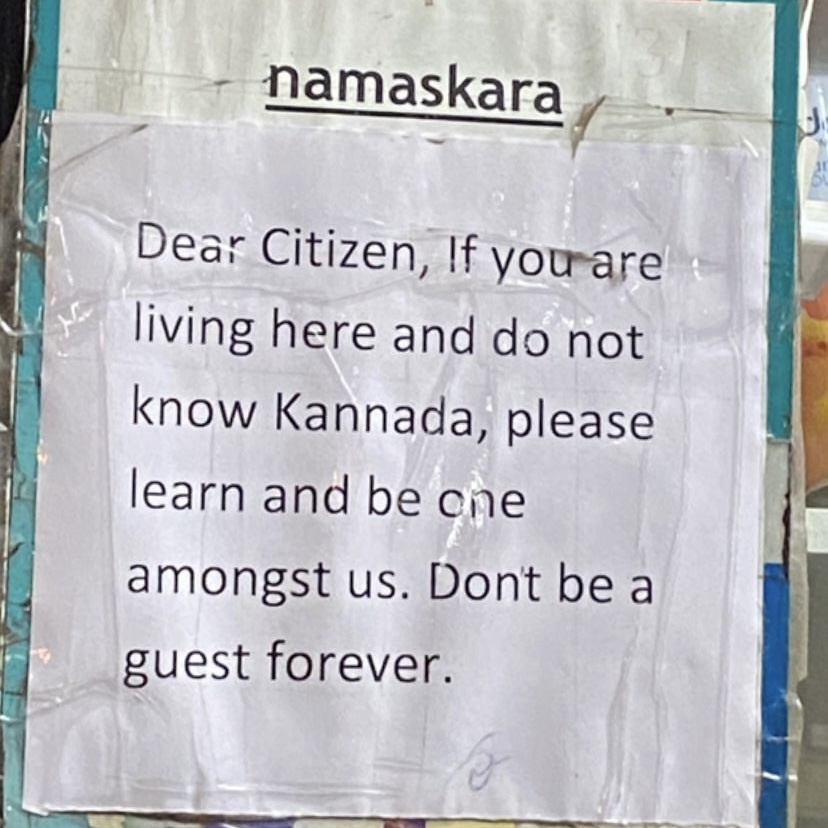 namaskara
Dear Citizen, If you are
living here and do not
know Kannada, please
learn and be one
amongst us. Don't be a
guest forever.